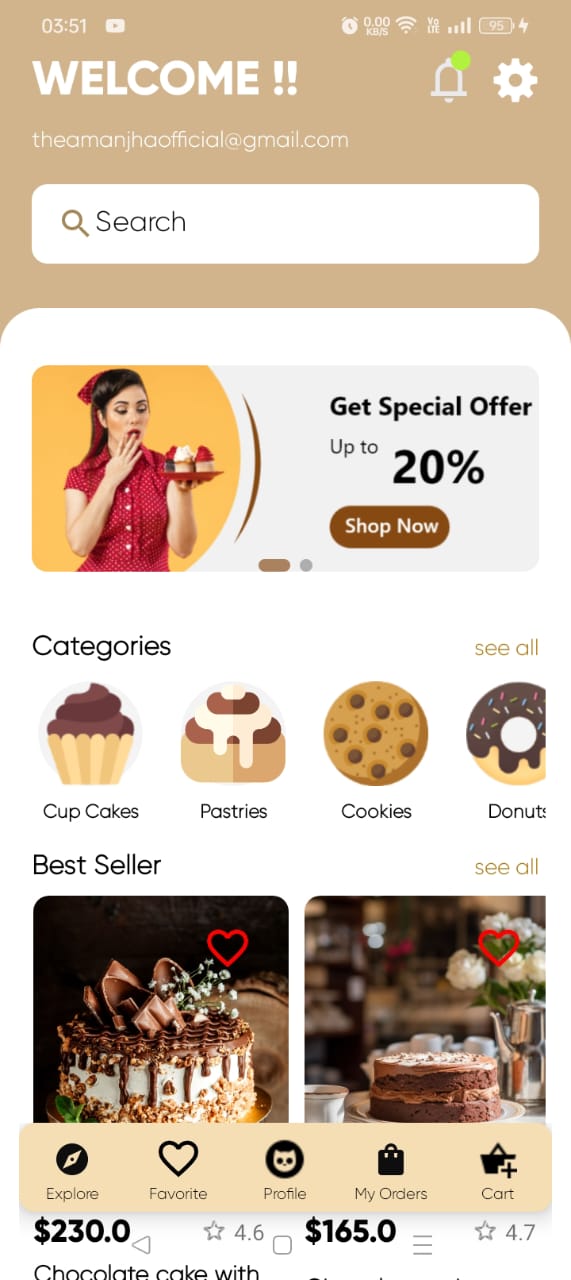 03:51 0.00 KB/S Vo LTE 95
WELCOME !!
theamanjhaofficial@gmail.com
Search
Get Special Offer
Up to 20%
Shop Now
Categories see all
Cup Cakes Pastries Cookies Donuts
Best Seller see all
Explore Favorite Profile My Orders Cart
$230.0 4.6 $165.0 4.7
Chocolate cake with